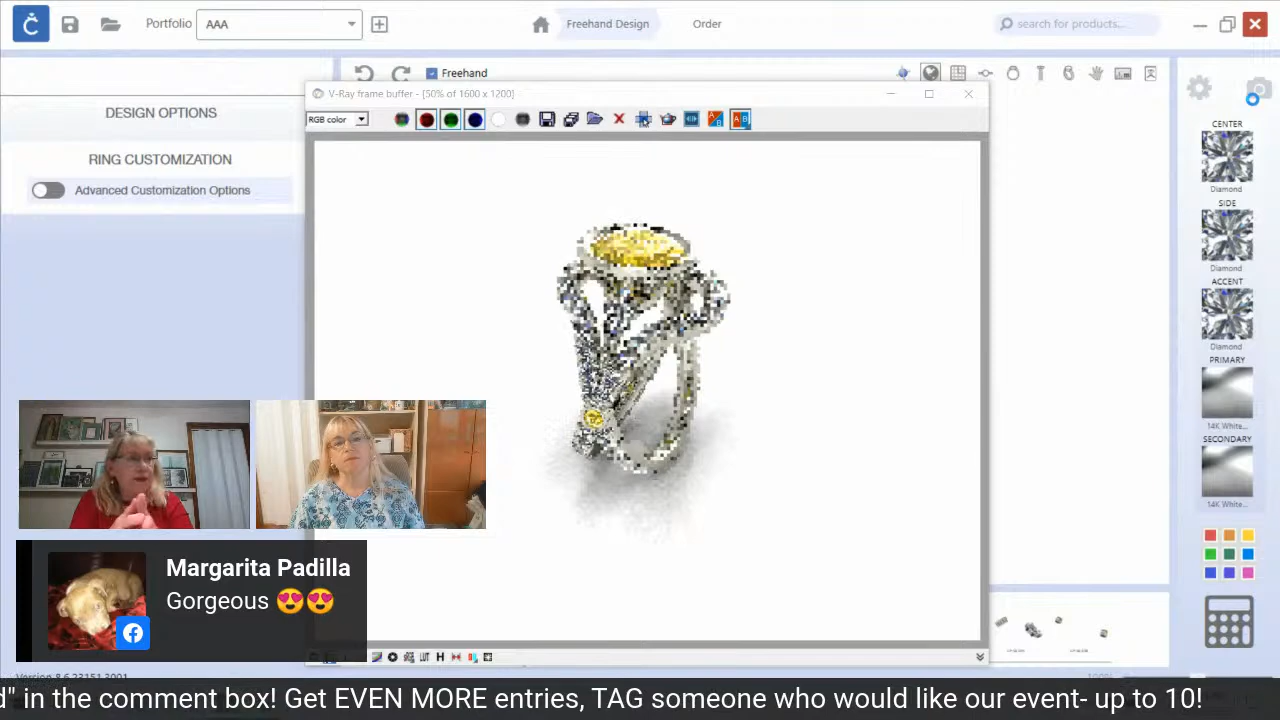 Portfolio
AAA
Freehand Design
Order
search for products...
Freehand
DESIGN OPTIONS
RING CUSTOMIZATION
Advanced Customization Options
V-Ray frame buffer - [50% of 1600 x 1200]
RGB color
CENTER
Diamond
SIDE
Diamond
ACCENT
Diamond
PRIMARY
14K White...
SECONDARY
14K White...
Margarita Padilla
Gorgeous 😍😍
d" in the comment box! Get EVEN MORE entries, TAG someone who would like our event- up to 10!